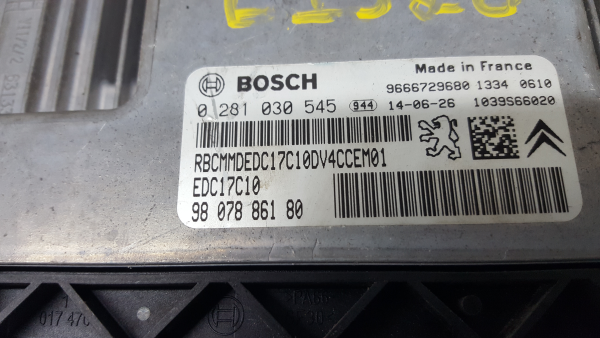 BOSCH
Made in France
9666729680 1334 0610
0 281 030 545 944 14-06-26 1039S66020
RBCMMDEDC17C10DV4CCEM01
EDC17C10
98 078 861 80